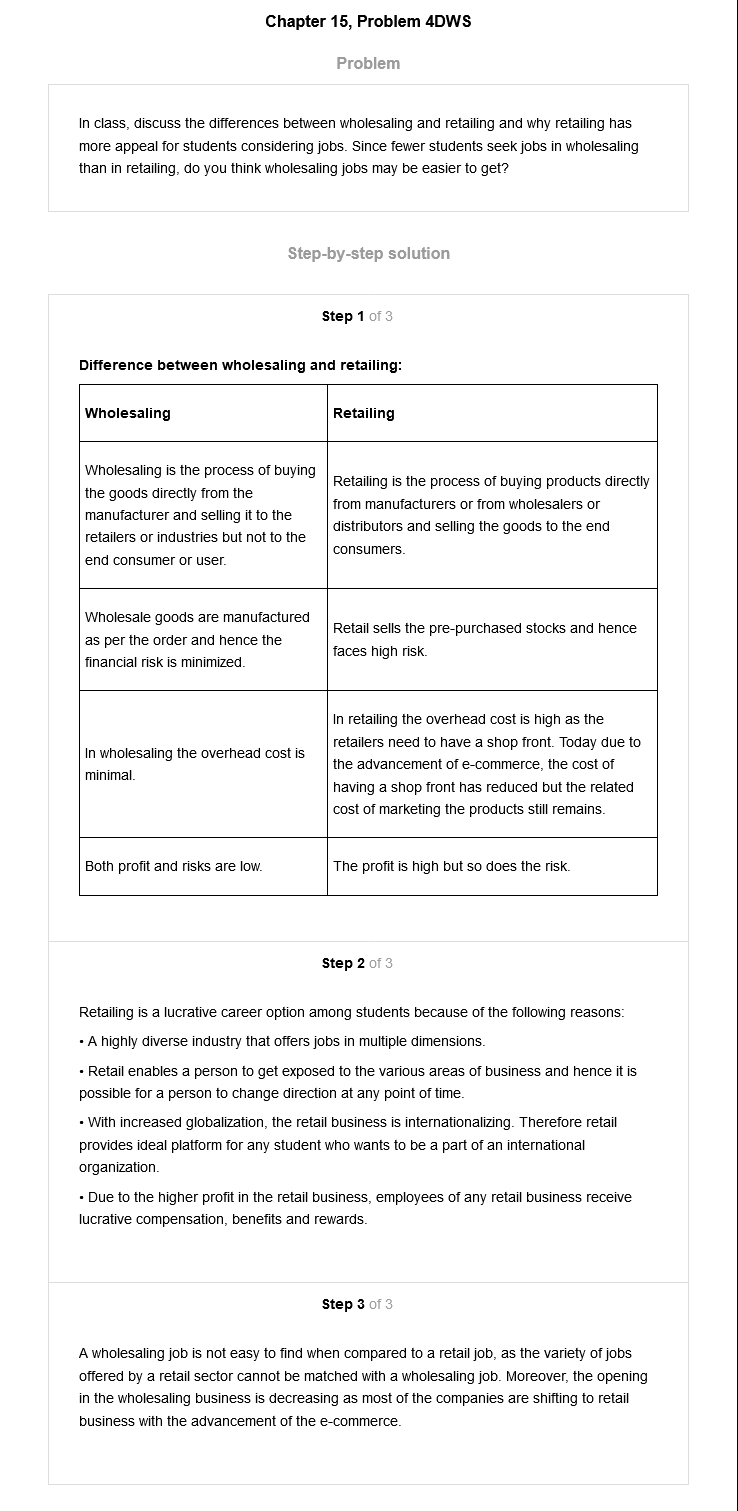 Chapter 15, Problem 4DWS
Problem
In class, discuss the differences between wholesaling and retailing and why retailing has
more appeal for students considering jobs. Since fewer students seek jobs in wholesaling
than in retailing, do you think wholesaling jobs may be easier to get?
Step-by-step solution
Step 1 of 3
Difference between wholesaling and retailing:
Wholesaling
Retailing
Wholesaling is the process of buying
the goods directly from the
manufacturer and selling it to the
retailers or industries but not to the
end consumer or user.
Retailing is the process of buying products directly
from manufacturers or from wholesalers or
distributors and selling the goods to the end
consumers.
Wholesale goods are manufactured
as per the order and hence the
financial risk is minimized.
Retail sells the pre-purchased stocks and hence
faces high risk.
In wholesaling the overhead cost is
minimal.
In retailing the overhead cost is high as the
retailers need to have a shop front. Today due to
the advancement of e-commerce, the cost of
having a shop front has reduced but the related
cost of marketing the products still remains.
Both profit and risks are low.
The profit is high but so does the risk.
Step 2 of 3
Retailing is a lucrative career option among students because of the following reasons:
• A highly diverse industry that offers jobs in multiple dimensions.
• Retail enables a person to get exposed to the various areas of business and hence it is
possible for a person to change direction at any point of time.
• With increased globalization, the retail business is internationalizing. Therefore retail
provides ideal platform for any student who wants to be a part of an international
organization.
• Due to the higher profit in the retail business, employees of any retail business receive
lucrative compensation, benefits and rewards.
Step 3 of 3
A wholesaling job is not easy to find when compared to a retail job, as the variety of jobs
offered by a retail sector cannot be matched with a wholesaling job. Moreover, the opening
in the wholesaling business is decreasing as most of the companies are shifting to retail
business with the advancement of the e-commerce.